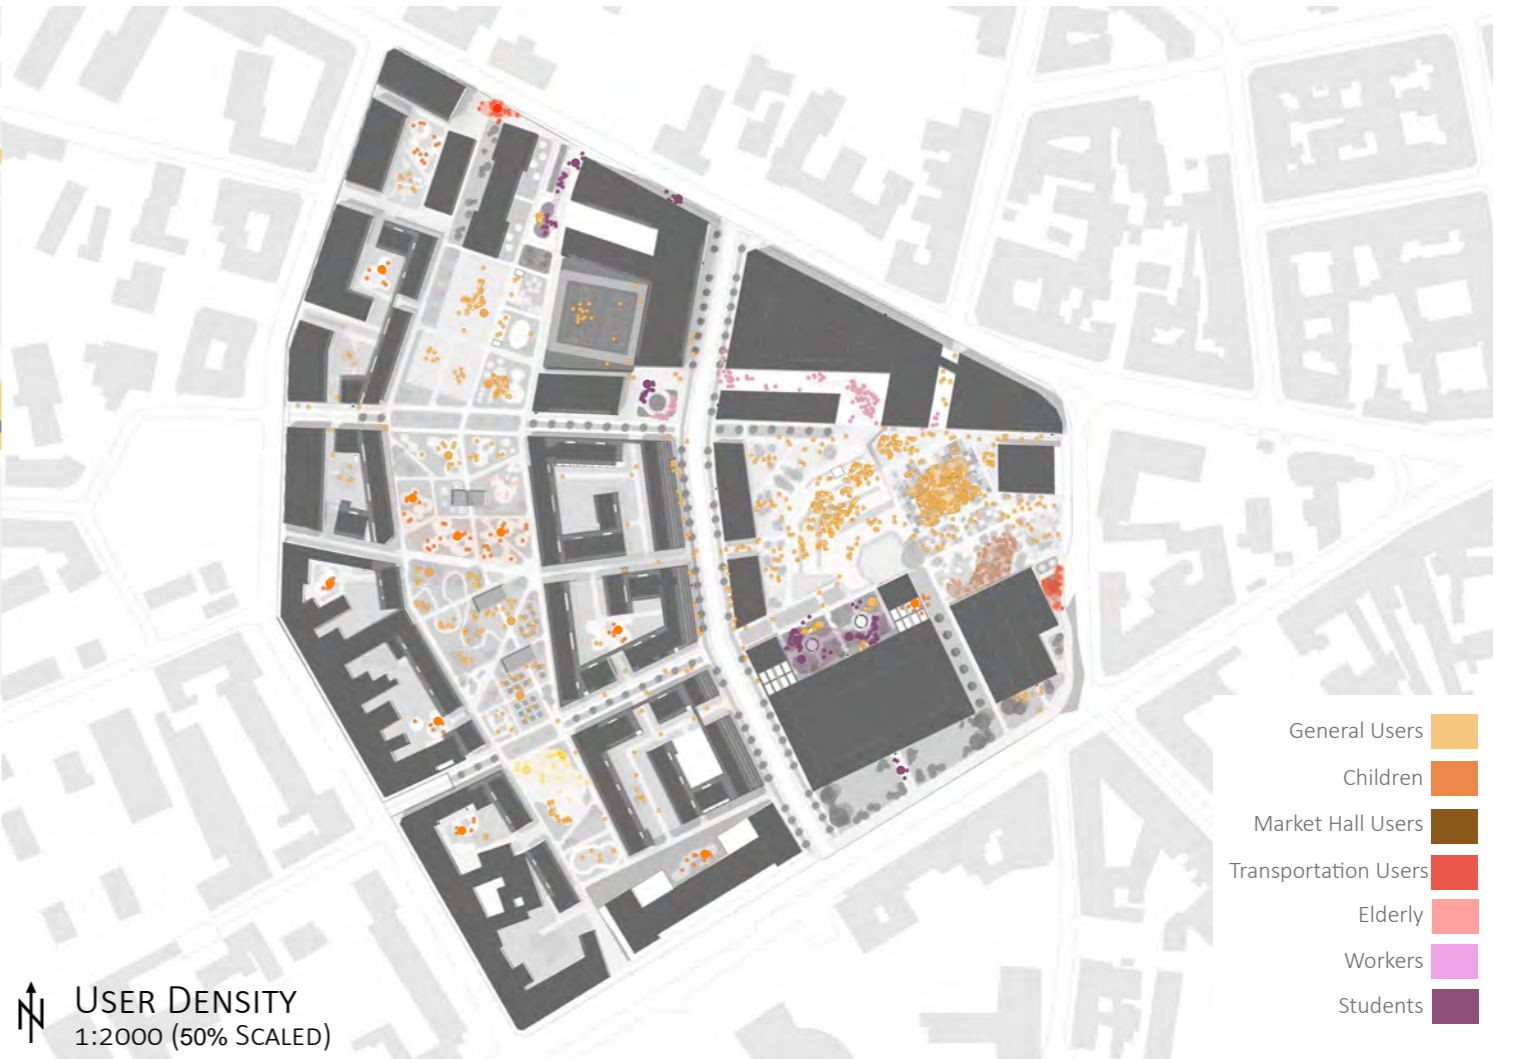 General Users
Children
Market Hall Users
Transportation Users
Elderly
Workers
Students
N
USER DENSITY
1:2000 (50% SCALED)